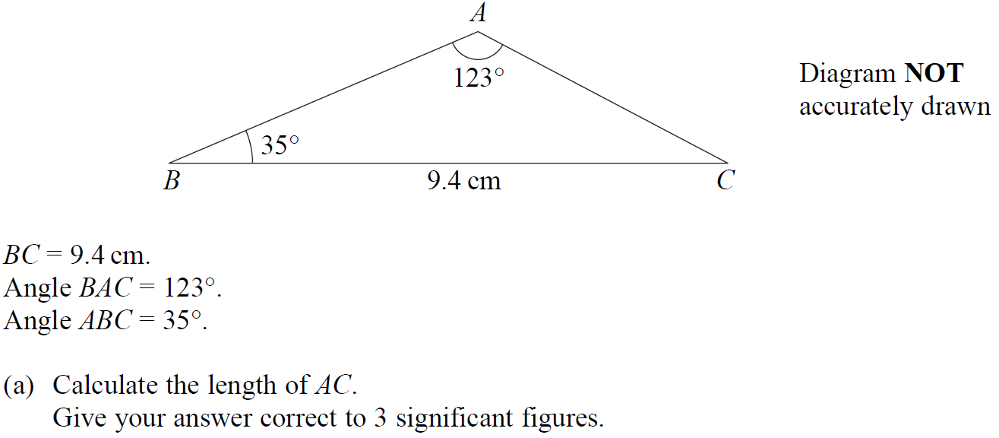 A
123°
Diagram NOT
accurately drawn
35°
B
9.4 cm
C
BC = 9.4 cm.
Angle BAC = 123°.
Angle ABC = 35°.
(a) Calculate the length of AC.
Give your answer correct to 3 significant figures.